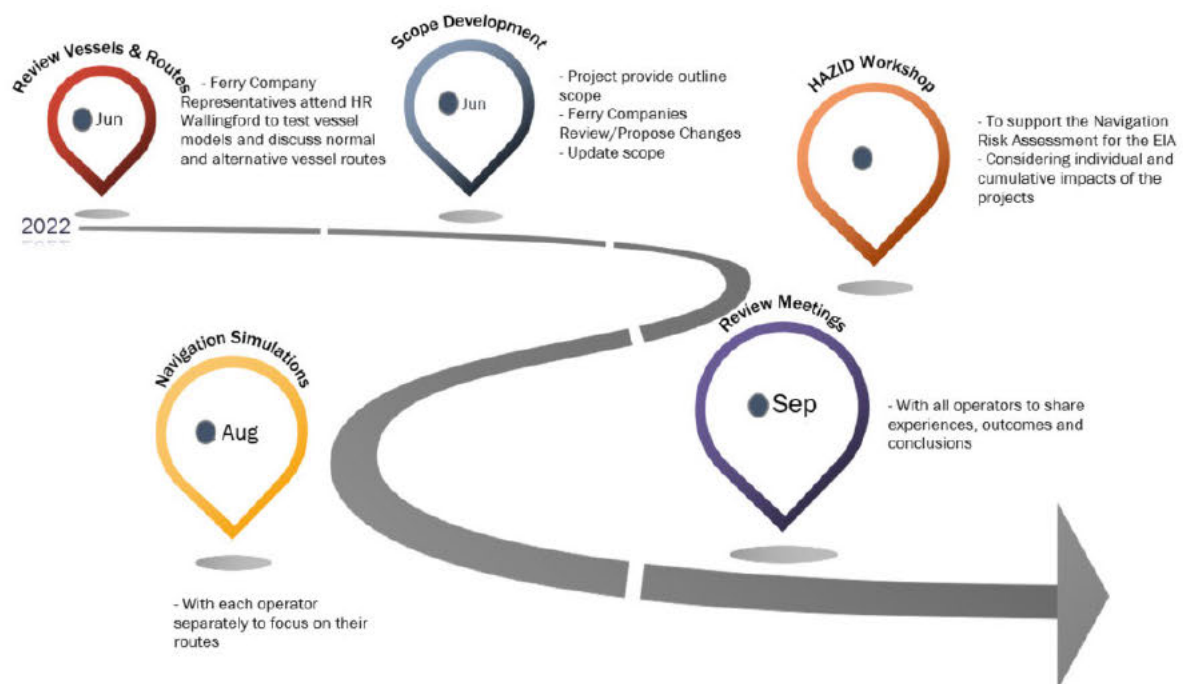 Review Vessels & Routes
Jun
- Ferry Company
Representatives attend HR
Wallingford to test vessel
models and discuss normal
and alternative vessel routes
Scope Development
Jun
- Project provide outline
scope
- Ferry Companies
Review/Propose Changes
- Update scope
HAZID Workshop
- To support the Navigation
Risk Assessment for the EIA
- Considering individual and
cumulative impacts of the
projects
2022
Navigation Simulations
Aug
- With each operator
separately to focus on their
routes
Review Meetings
Sep
- With all operators to share
experiences, outcomes and
conclusions